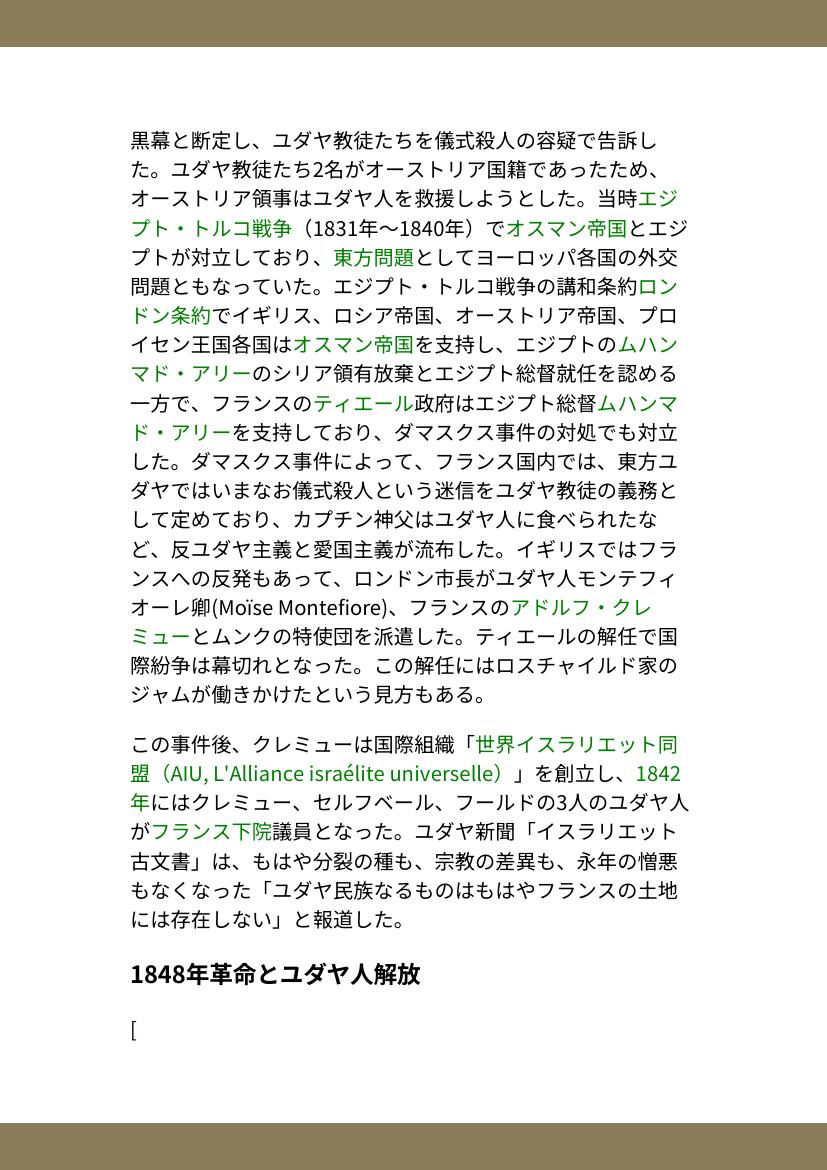 黒幕と断定し、ユダヤ教徒たちを儀式殺人の容疑で告訴し
た。ユダヤ教徒たち2名がオーストリア国籍であったため、
オーストリア領事はユダヤ人を救援しようとした。当時エジ
プト・トルコ戦争（1831年〜1840年）でオスマン帝国とエジ
プトが対立しており、東方問題としてヨーロッパ各国の外交
問題ともなっていた。エジプト・トルコ戦争の講和条約ロン
ドン条約でイギリス、ロシア帝国、オーストリア帝国、プロ
イセン王国各国はオスマン帝国を支持し、エジプトのムハン
マド・アリーのシリア領有放棄とエジプト総督就任を認める
一方で、フランスのティエール政府はエジプト総督ムハンマ
ド・アリーを支持しており、ダマスクス事件の対処でも対立
した。ダマスクス事件によって、フランス国内では、東方ユ
ダヤではいまなお儀式殺人という迷信をユダヤ教徒の義務と
して定めており、カプチン神父はユダヤ人に食べられたな
ど、反ユダヤ主義と愛国主義が流布した。イギリスではフラ
ンスへの反発もあって、ロンドン市長がユダヤ人モンテフィ
オーレ卿(Moïse Montefiore)、フランスのアドルフ・クレ
ミューとムンクの特使団を派遣した。ティエールの解任で国
際紛争は幕切れとなった。この解任にはロスチャイルド家の
ジャムが働きかけたという見方もある。
この事件後、クレミューは国際組織「世界イスラリエット同
盟（AIU, L'Alliance israélite universelle）」を創立し、1842
年にはクレミュー、セルフベール、フールドの3人のユダヤ人
がフランス下院議員となった。ユダヤ新聞「イスラリエット
古文書」は、もはや分裂の種も、宗教の差異も、永年の憎悪
もなくなった「ユダヤ民族なるものはもはやフランスの土地
には存在しない」と報道した。
1848年革命とユダヤ人解放
[